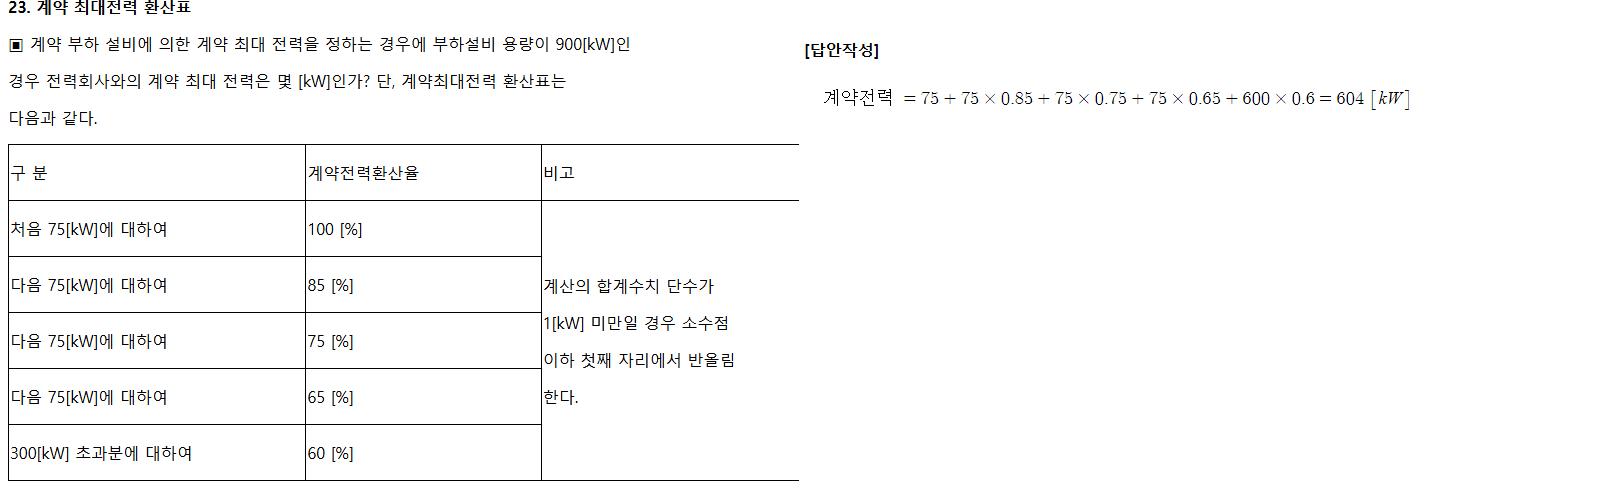 23. 계약 최대전력 환산표
▣ 계약 부하 설비에 의한 계약 최대 전력을 정하는 경우에 부하설비 용량이 900[kW]인
경우 전력회사와의 계약 최대 전력은 몇 [kW]인가? 단, 계약최대전력 환산표는
다음과 같다.
구 분 계약전력환산율 비고
처음 75[kW]에 대하여 100 [%]
다음 75[kW]에 대하여 85 [%]
다음 75[kW]에 대하여 75 [%]
다음 75[kW]에 대하여 65 [%]
300[kW] 초과분에 대하여 60 [%]
계산의 합계수치 단수가
1[kW] 미만일 경우 소수점
이하 첫째 자리에서 반올림
한다.
[답안작성]
계약전력 = 75 + 75 × 0.85 + 75 × 0.75 + 75 × 0.65 + 600 × 0.6 = 604 [kW]